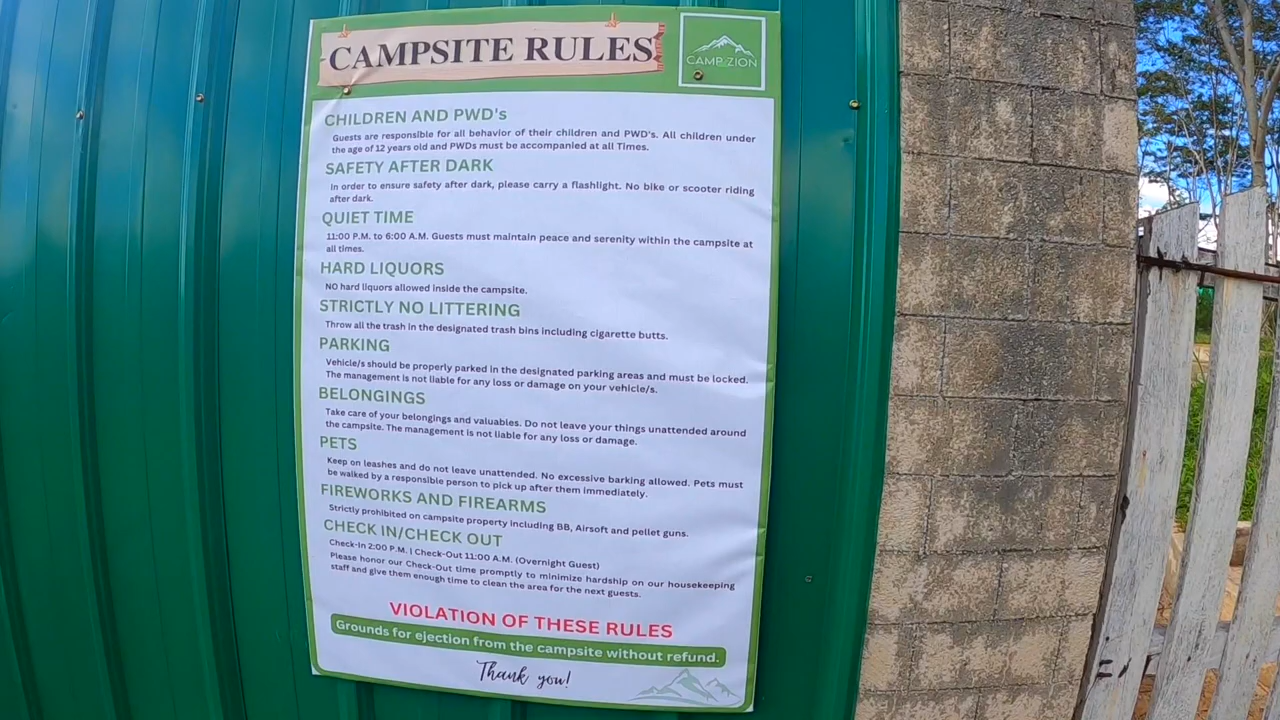 CAMPSITE RULES
CAMP ZION
CHILDREN AND PWD's
Guests are responsible for all behavior of their children and PWD's. All children under
the age of 12 years old and PWDs must be accompanied at all Times.
SAFETY AFTER DARK
In order to ensure safety after dark, please carry a flashlight. No bike or scooter riding
after dark.
QUIET TIME
11:00 P.M. to 6:00 A.M. Guests must maintain peace and serenity within the campsite at
all times.
HARD LIQUORS
NO hard liquors allowed inside the campsite.
STRICTLY NO LITTERING
Throw all the trash in the designated trash bins including cigarette butts.
PARKING
Vehicle/s should be properly parked in the designated parking areas and must be locked.
The management is not liable for any loss or damage on your vehicle/s.
BELONGINGS
Take care of your belongings and valuables. Do not leave your things unattended around
the campsite. The management is not liable for any loss or damage.
PETS
Keep on leashes and do not leave unattended. No excessive barking allowed. Pets must
be walked by a responsible person to pick up after them immediately.
FIREWORKS AND FIREARMS
Strictly prohibited on campsite property including BB, Airsoft and pellet guns.
CHECK IN/CHECK OUT
Check-In 2:00 P.M. | Check-Out 11:00 A.M. (Overnight Guest)
Please honor our Check-Out time promptly to minimize hardship on our housekeeping
staff and give them enough time to clean the area for the next guests.
VIOLATION OF THESE RULES
Grounds for ejection from the campsite without refund.
Thank you!